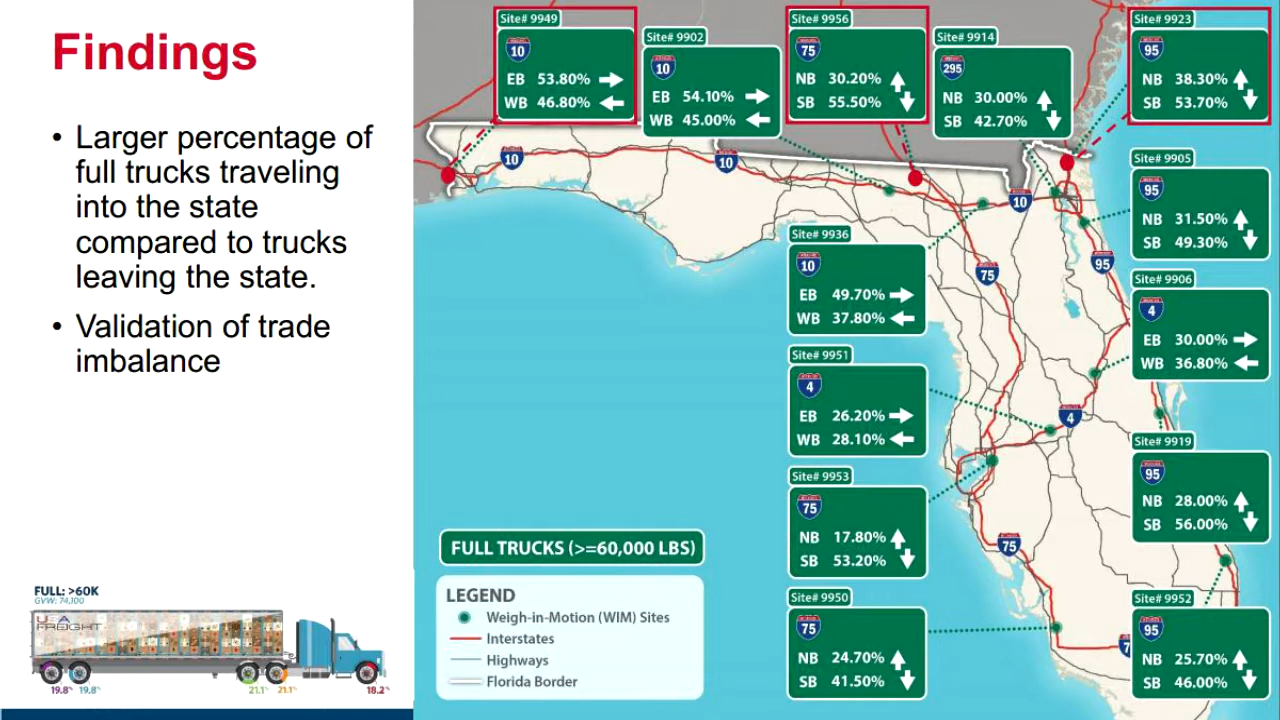 Findings
• Larger percentage of
full trucks traveling
into the state
compared to trucks
leaving the state.
• Validation of trade
imbalance
FULL: >60K
GVW: 74,100
USA
FREIGHT
19.8%
19.8%
21.1%
21.1%
18.2%
Site# 9949
10
EB 53.80%
WB 46.80%
Site# 9902
10
EB 54.10%
WB 45.00%
Site# 9956
75
NB 30.20%
SB 55.50%
Site# 9914
295
NB 30.00%
SB 42.70%
Site# 9923
95
NB 38.30%
SB 53.70%
Site# 9905
95
NB 31.50%
SB 49.30%
Site# 9936
10
EB 49.70%
WB 37.80%
Site# 9906
4
EB 30.00%
WB 36.80%
Site# 9951
4
EB 26.20%
WB 28.10%
Site# 9919
95
NB 28.00%
SB 56.00%
Site# 9953
75
NB 17.80%
SB 53.20%
Site# 9950
75
NB 24.70%
SB 41.50%
Site# 9952
95
NB 25.70%
SB 46.00%
10
10
10
75
95
4
75
7
FULL TRUCKS (>=60,000 LBS)
LEGEND
Weigh-in-Motion (WIM) Sites
Interstates
Highways
Florida Border